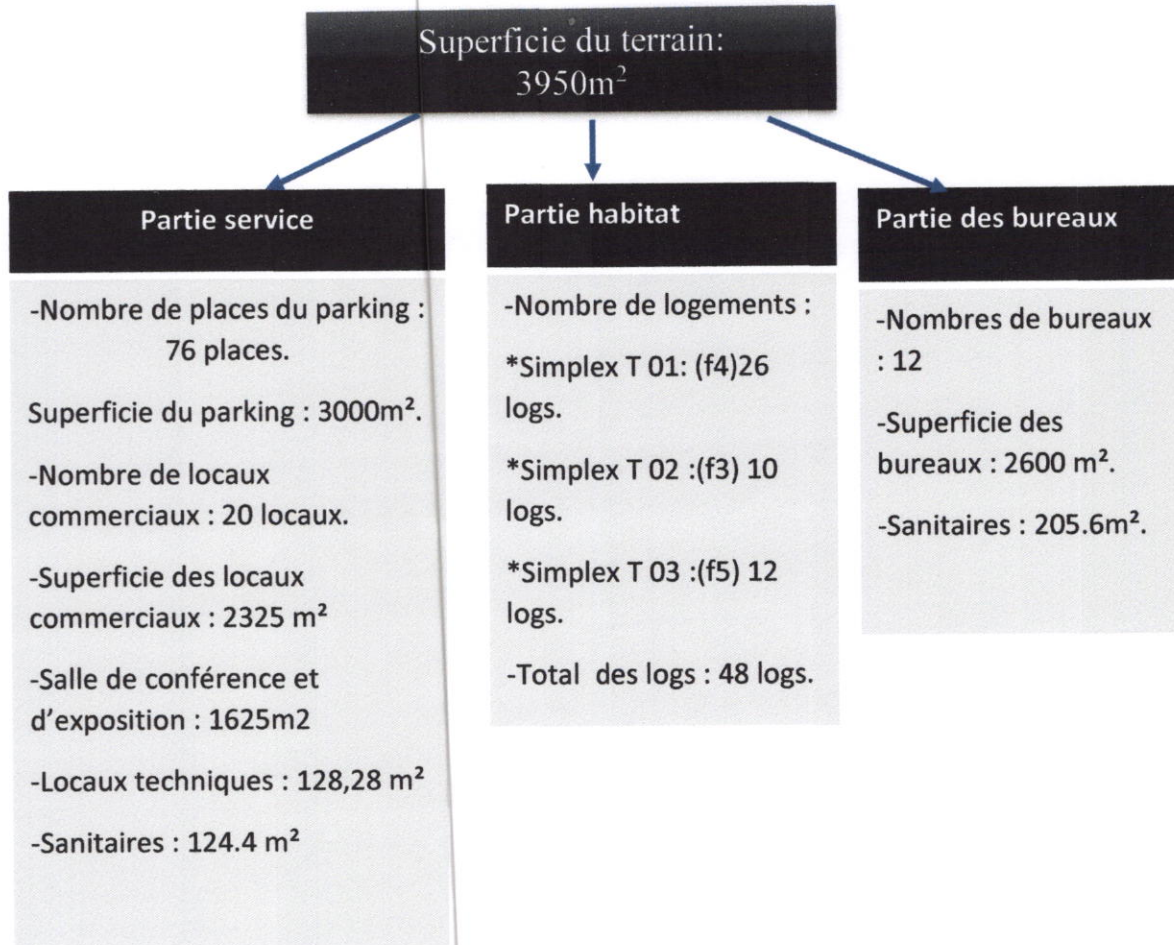 Superficie du terrain:
3950m²
Partie service
-Nombre de places du parking :
76 places.
Superficie du parking : 3000m².
-Nombre de locaux
commerciaux : 20 locaux.
-Superficie des locaux
commerciaux : 2325 m²
-Salle de conférence et
d'exposition : 1625m2
-Locaux techniques : 128,28 m²
-Sanitaires : 124.4 m²
Partie habitat
-Nombre de logements :
*Simplex T 01: (f4)26
logs.
*Simplex T 02 :(f3) 10
logs.
*Simplex T 03 :(f5) 12
logs.
-Total des logs : 48 logs.
Partie des bureaux
-Nombres de bureaux
: 12
-Superficie des
bureaux : 2600 m².
-Sanitaires : 205.6m².